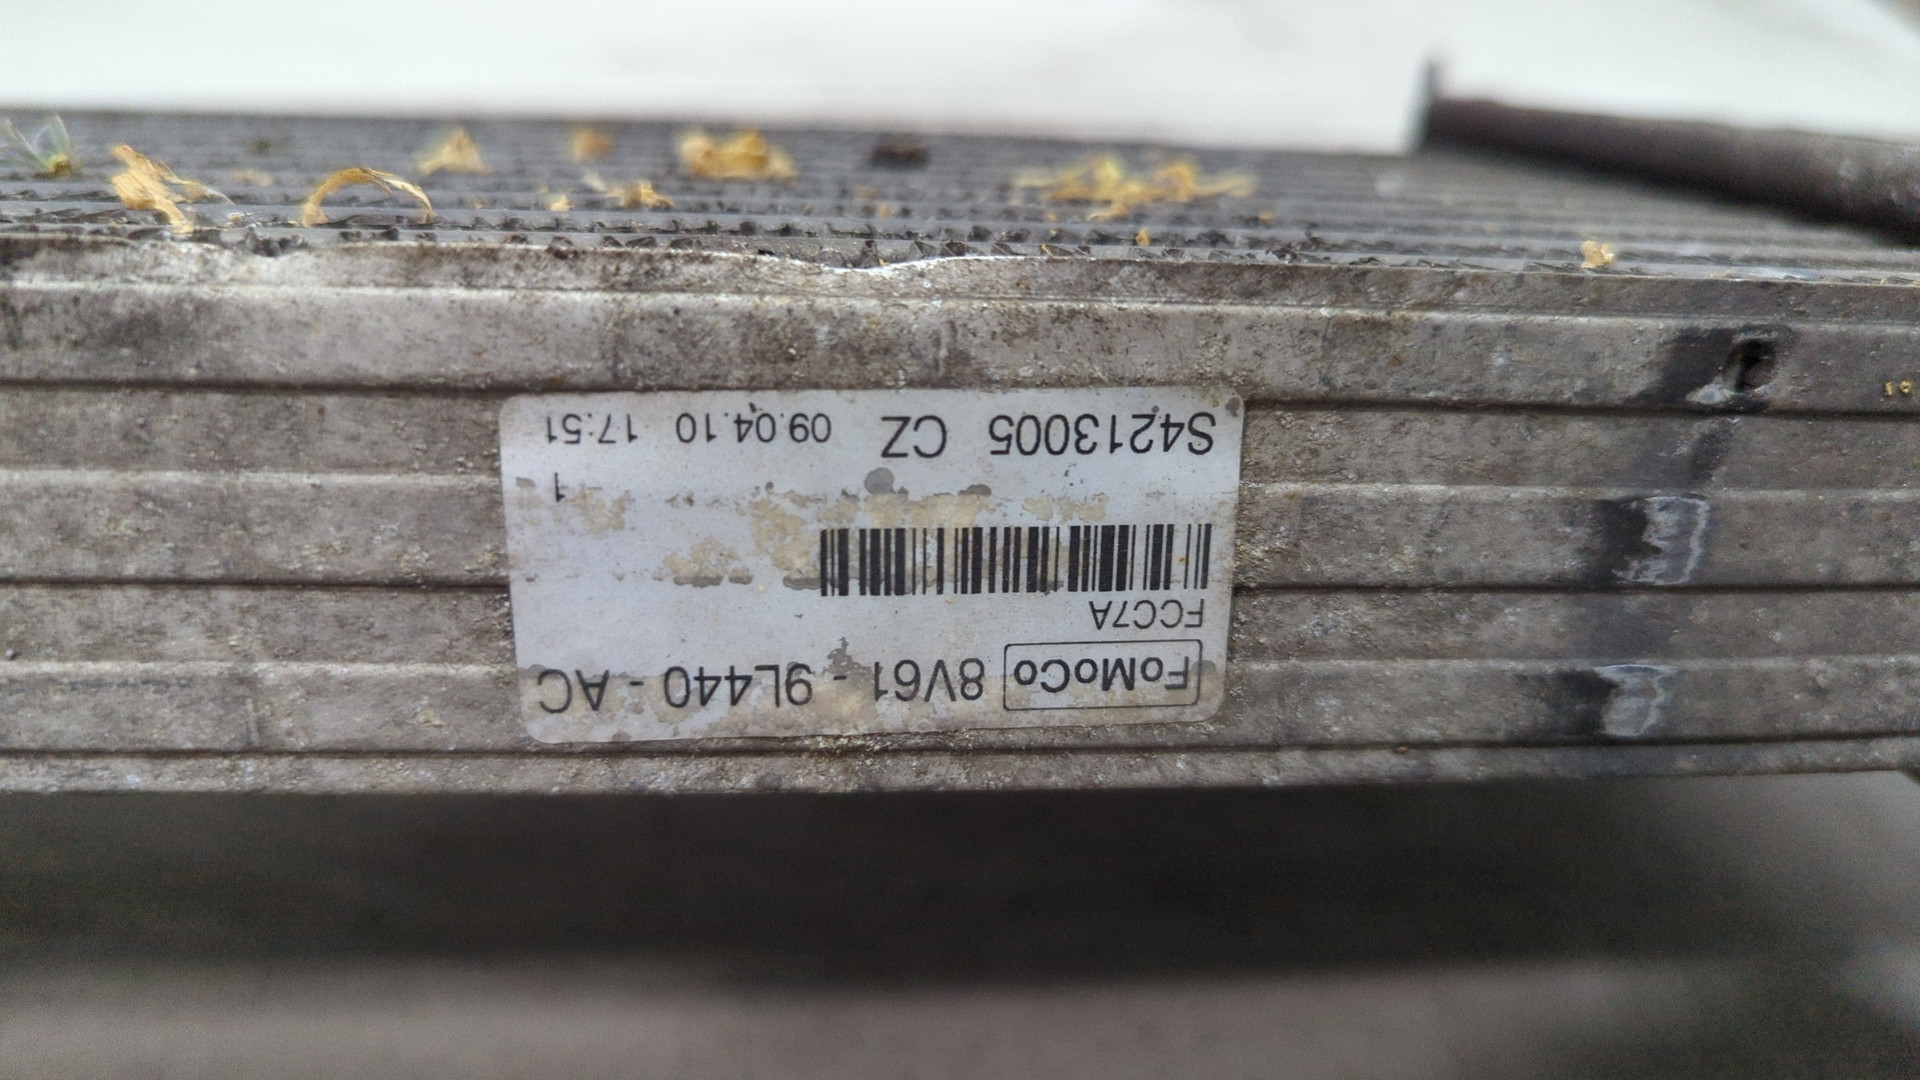 FoMoCo 8V61 - 9L440 - AC
FCC7A
1
S4213005 CZ 09.04.10 17:51